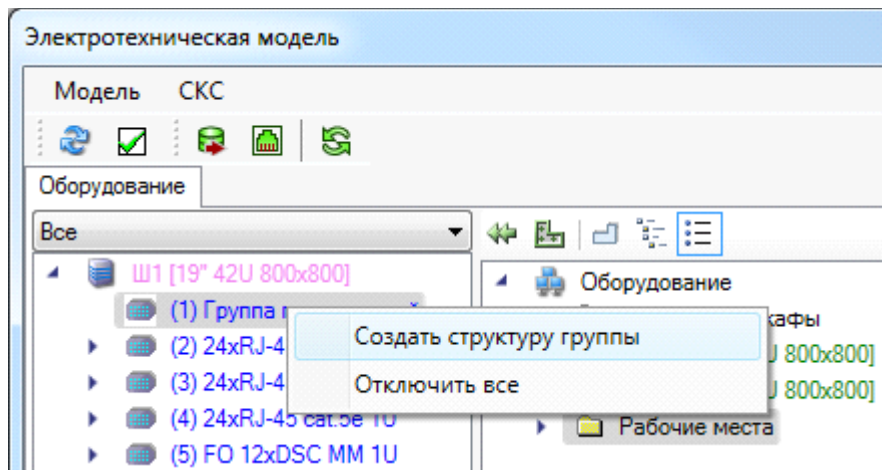 Электротехническая модель
Модель СКС
Оборудование
Все
Ш1 [19" 42U 800x800]
(1) Группа
(2) 24xRJ-4
(3) 24xRJ-4
(4) 24xRJ-45 cat.5e 1U
(5) FO 12xDSC MM 1U
Создать структуру группы
Отключить все
Оборудование
кафы
U 800x800]
U 800x800]
Рабочие места